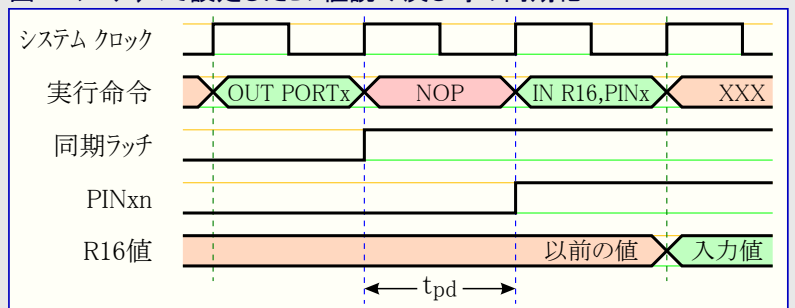 システム クロック
実行命令 OUT PORTx NOP IN R16,PINx XXX
同期ラッチ
PINxn
R16値 以前の値 入力値
tpd